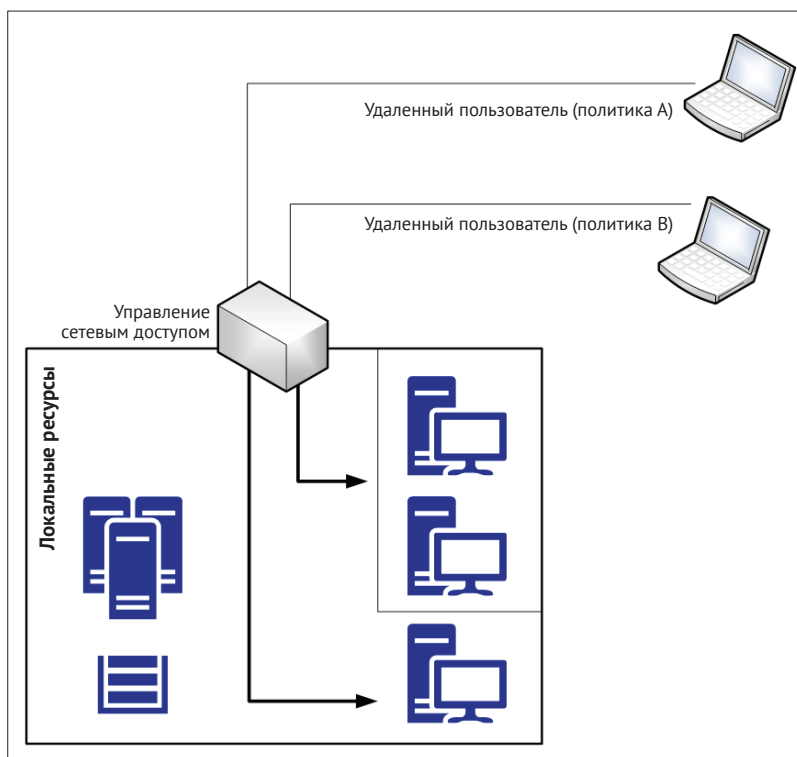 Удаленный пользователь (политика А)
Удаленный пользователь (политика В)
Управление
сетевым доступом
Локальные ресурсы